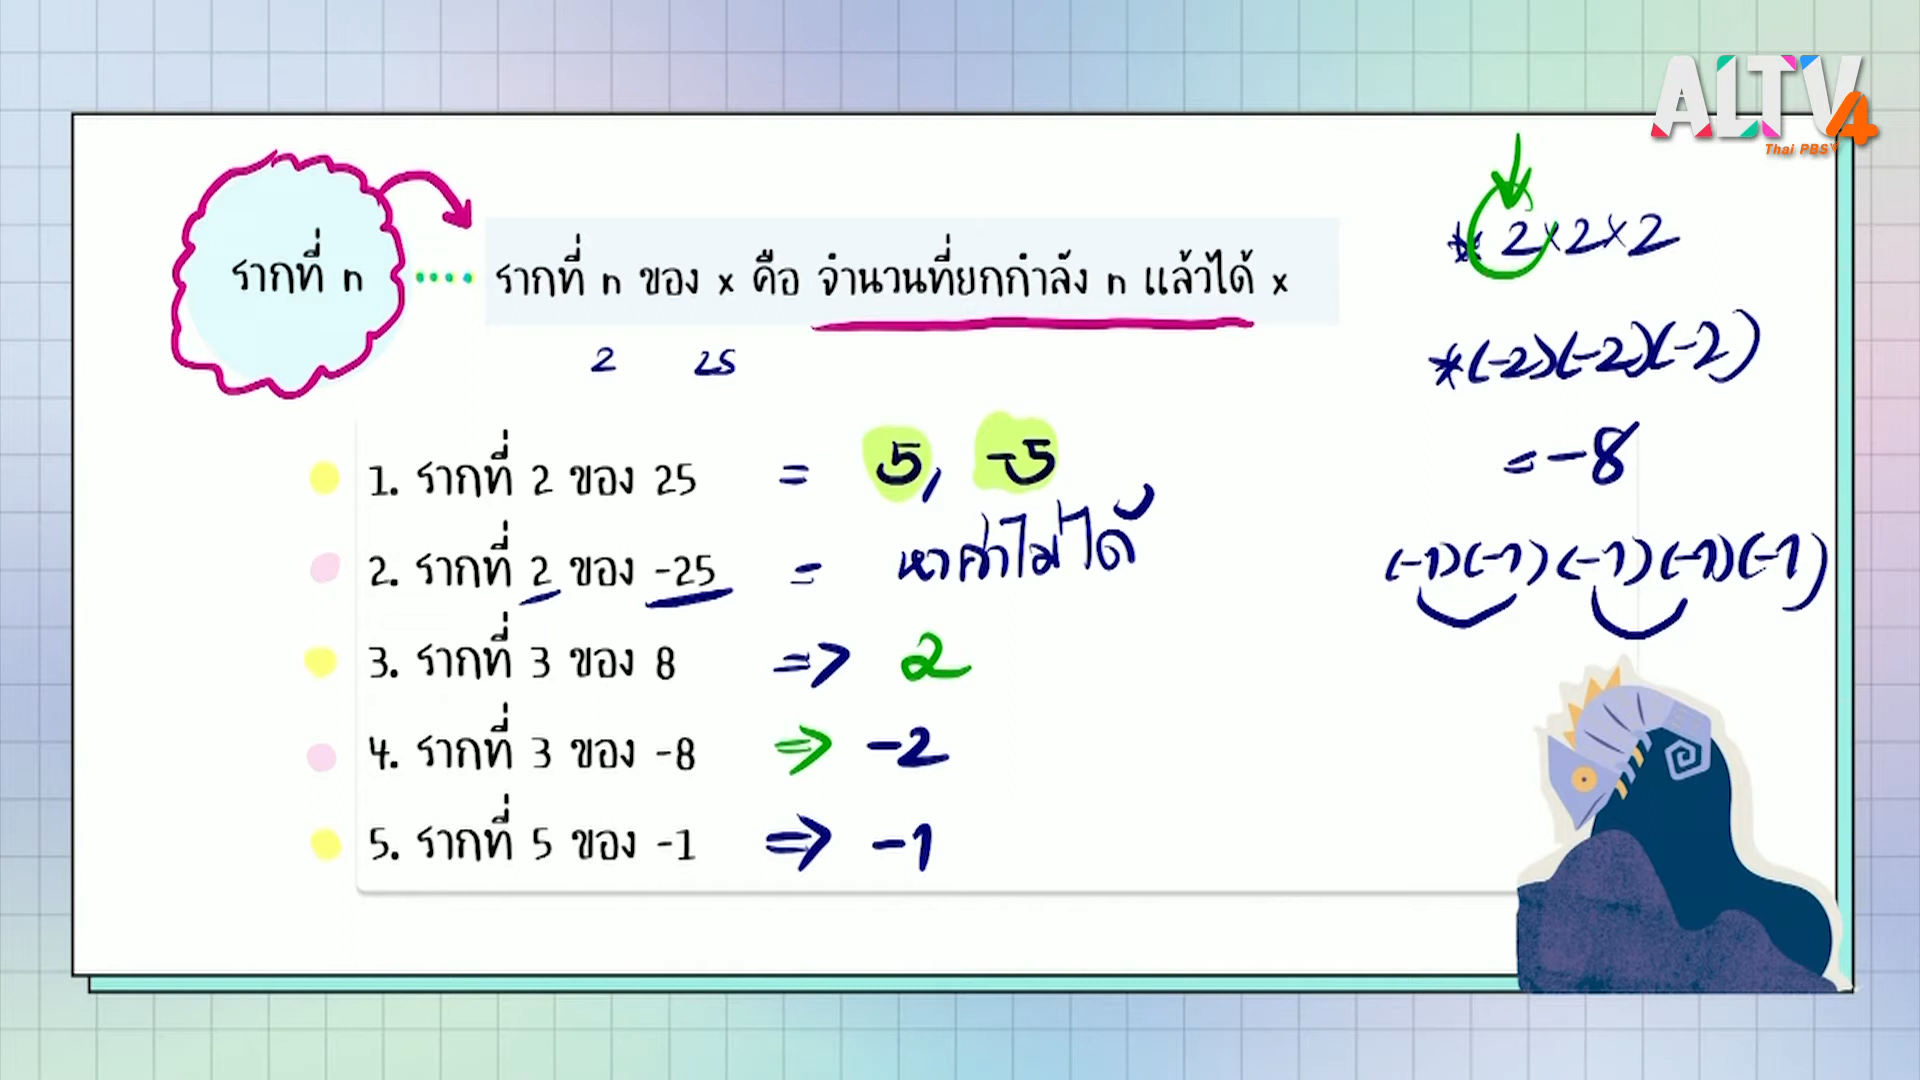 ALTV4
Thai PBS
รากที่ n
รากที่ n ของ x คือ จำนวนที่ยกกำลัง n แล้วได้ x
2 25
1. รากที่ 2 ของ 25 = 5, -5
2. รากที่ 2 ของ -25 = หาค่าไม่ได้
3. รากที่ 3 ของ 8 => 2
4. รากที่ 3 ของ -8 => -2
5. รากที่ 5 ของ -1 => -1
* 2×2×2
*(-2)(-2)(-2)
= -8
(-1)(-1)(-1)(-1)(-1)